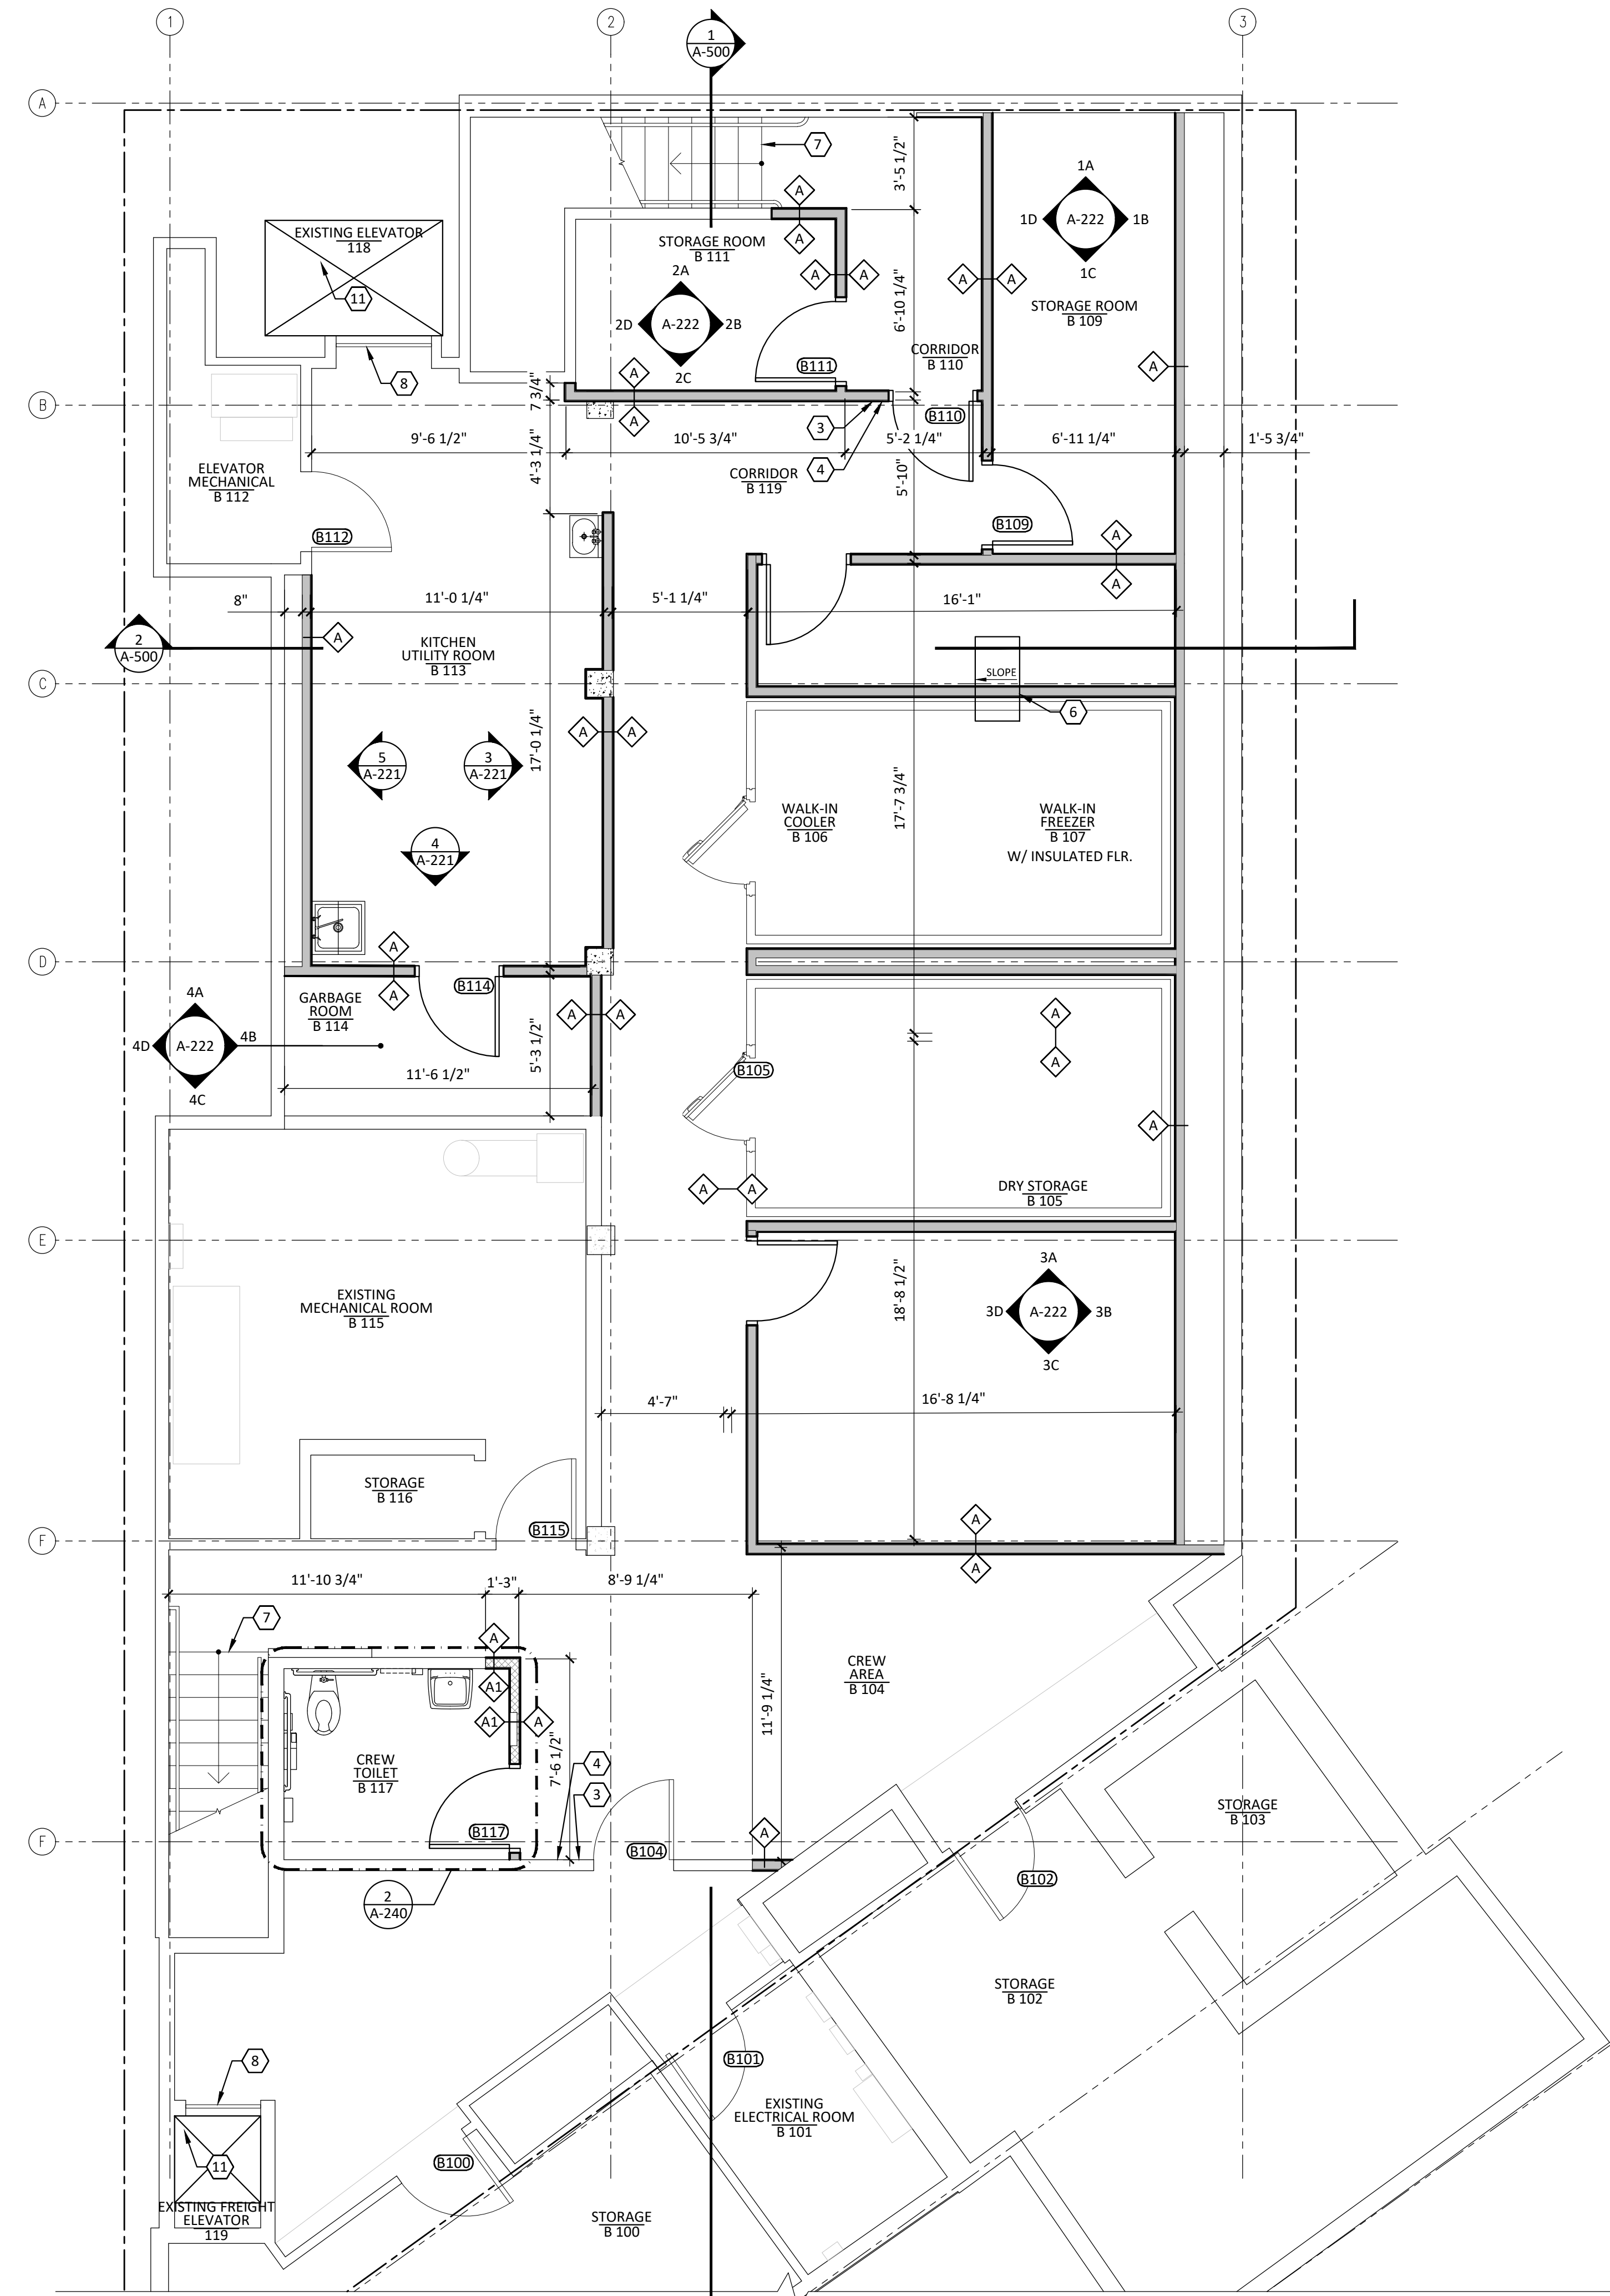 1
2
3
1
A-500
A
7
3'-5 1/2"
A
A
1A
1D
A-222
1B
1C
EXISTING ELEVATOR
118
11
STORAGE ROOM
B 111
2A
2D
A-222
2B
2C
A
A
A
A
STORAGE ROOM
B 109
6'-10 1/4"
CORRIDOR
B 110
A
8
7 3/4"
A
A
B111
B
B110
3
9'-6 1/2"
10'-5 3/4"
5'-2 1/4"
6'-11 1/4"
1'-5 3/4"
4'-3 1/4"
ELEVATOR
MECHANICAL
B 112
CORRIDOR
B 119
4
5'-10"
B112
B109
A
A
8"
11'-0 1/4"
5'-1 1/4"
16'-1"
2
A-500
A
KITCHEN
UTILITY ROOM
B 113
C
SLOPE
6
A
A
17'-0 1/4"
5
A-221
3
A-221
4
A-221
17'-7 3/4"
WALK-IN
COOLER
B 106
WALK-IN
FREEZER
B 107
W/ INSULATED FLR.
D
A
A
B114
GARBAGE
ROOM
B 114
4A
4D
A-222
4B
4C
A
A
5'-3 1/2"
11'-6 1/2"
A
A
B105
A
A
A
DRY STORAGE
B 105
E
EXISTING
MECHANICAL ROOM
B 115
18'-8 1/2"
3A
3D
A-222
3B
3C
4'-7"
16'-8 1/4"
STORAGE
B 116
B115
A
A
F
11'-10 3/4"
1'-3"
8'-9 1/4"
7
A
A1
A1
A
CREW
AREA
B 104
11'-9 1/4"
7'-6 1/2"
CREW
TOILET
B 117
4
3
B117
B104
A
F
STORAGE
B 103
B102
2
A-240
STORAGE
B 102
8
B101
EXISTING
ELECTRICAL ROOM
B 101
B100
11
EXISTING FREIGHT
ELEVATOR
119
STORAGE
B 100